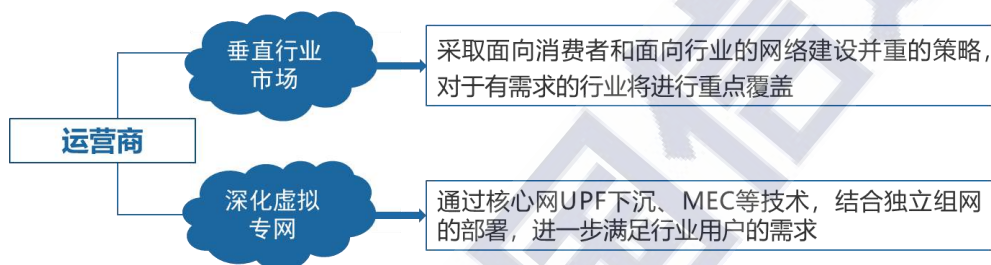 垂直行业
市场
采取面向消费者和面向行业的网络建设并重的策略,
对于有需求的行业将进行重点覆盖
运营商
深化虚拟
专网
通过核心网UPF下沉、MEC等技术，结合独立组网
的部署，进一步满足行业用户的需求